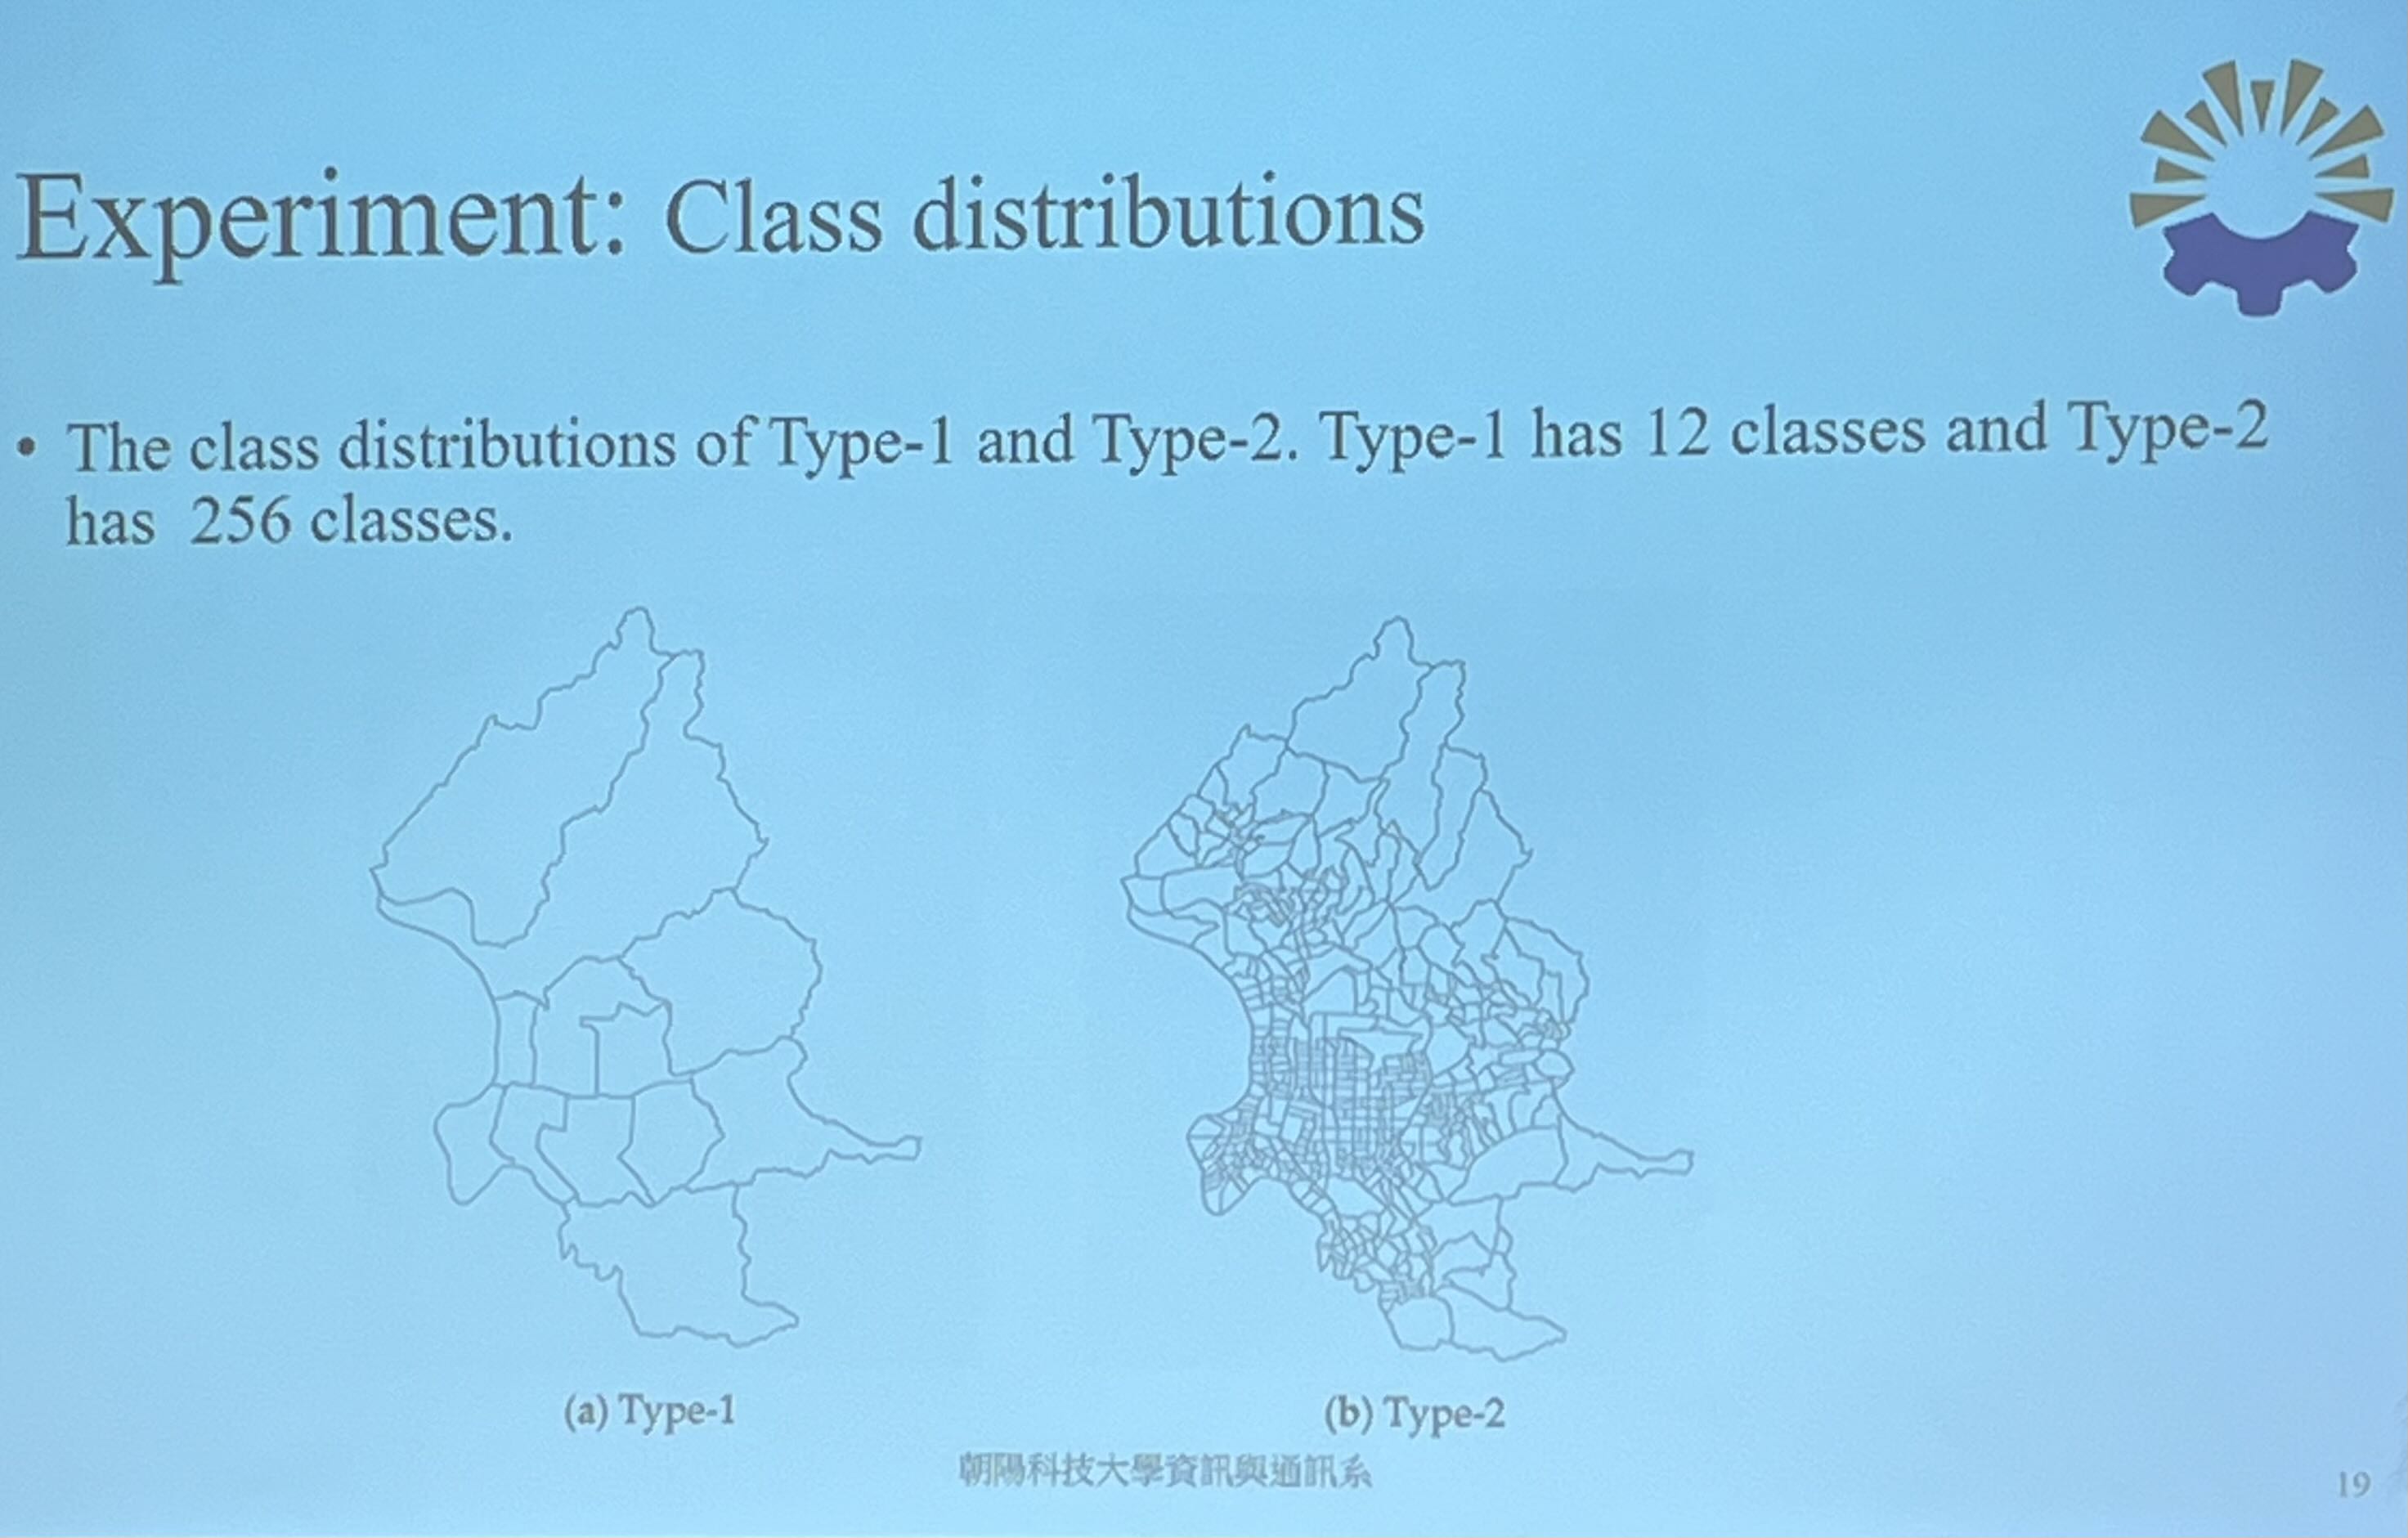 Experiment: Class distributions
• The class distributions of Type-1 and Type-2. Type-1 has 12 classes and Type-2
has 256 classes.
(a) Type-1
(b) Type-2
朝陽科技大學資訊與通訊系
19